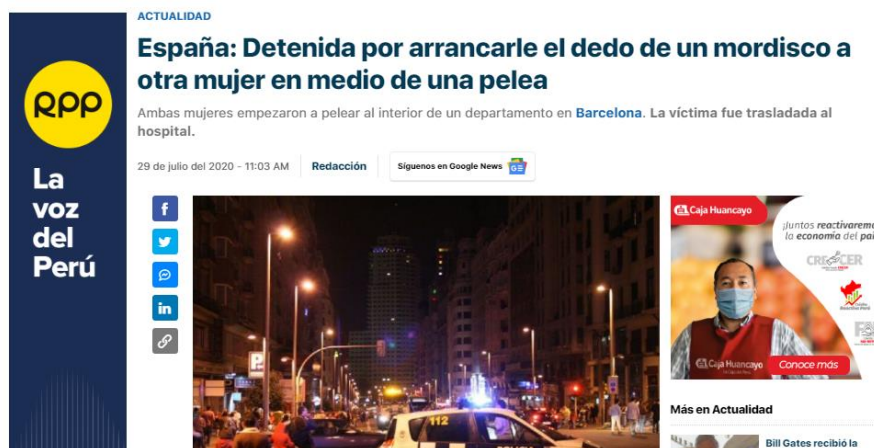 ACTUALIDAD
España: Detenida por arrancarle el dedo de un mordisco a
otra mujer en medio de una pelea
Ambas mujeres empezaron a pelear al interior de un departamento en Barcelona. La víctima fue trasladada al
hospital.
29 de julio del 2020 - 11:03 AM
Redacción
Síguenos en Google News
RPP
La
voz
del
Perú
112
Caja Huancayo
¡Juntos reactivaremo
la economía del paí
CRECER
Caja Huancayo
Conoce más
Más en Actualidad
Bill Gates recibió la